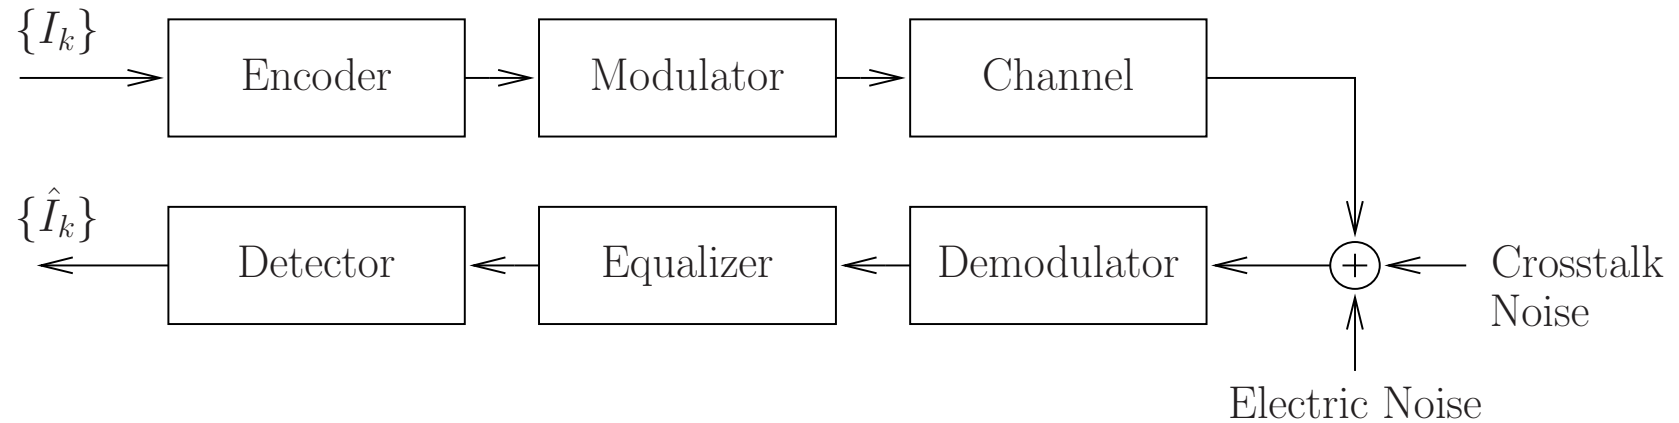 {I_k}
Encoder
Modulator
Channel
{Î_k}
Detector
Equalizer
Demodulator
+
Crosstalk
Noise
Electric Noise